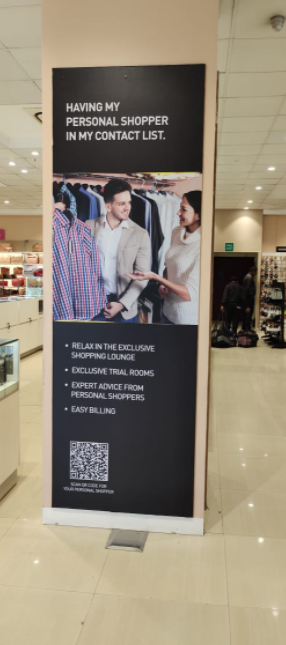 HAVING MY
PERSONAL SHOPPER
IN MY CONTACT LIST.
• RELAX IN THE EXCLUSIVE
SHOPPING LOUNGE
• EXCLUSIVE TRIAL ROOMS
• EXPERT ADVICE FROM
PERSONAL SHOPPERS
• EASY BILLING
SCAN QR CODE FOR
YOUR PERSONAL SHOPPER